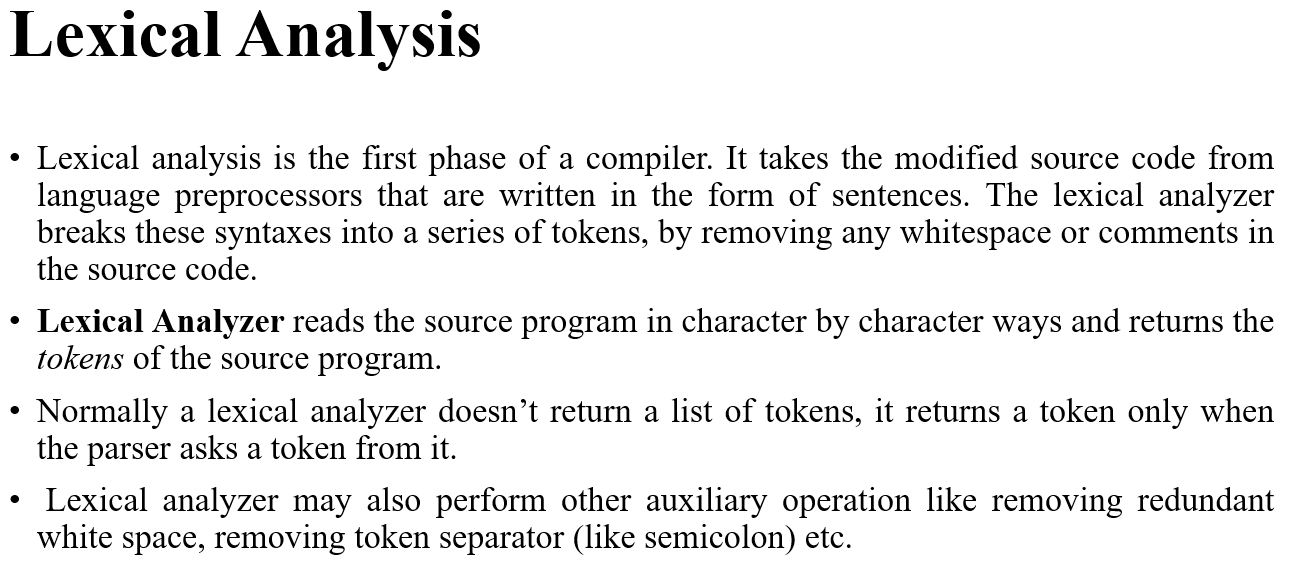 Lexical Analysis
• Lexical analysis is the first phase of a compiler. It takes the modified source code from
language preprocessors that are written in the form of sentences. The lexical analyzer
breaks these syntaxes into a series of tokens, by removing any whitespace or comments in
the source code.
• Lexical Analyzer reads the source program in character by character ways and returns the
tokens of the source program.
• Normally a lexical analyzer doesn’t return a list of tokens, it returns a token only when
the parser asks a token from it.
• Lexical analyzer may also perform other auxiliary operation like removing redundant
white space, removing token separator (like semicolon) etc.